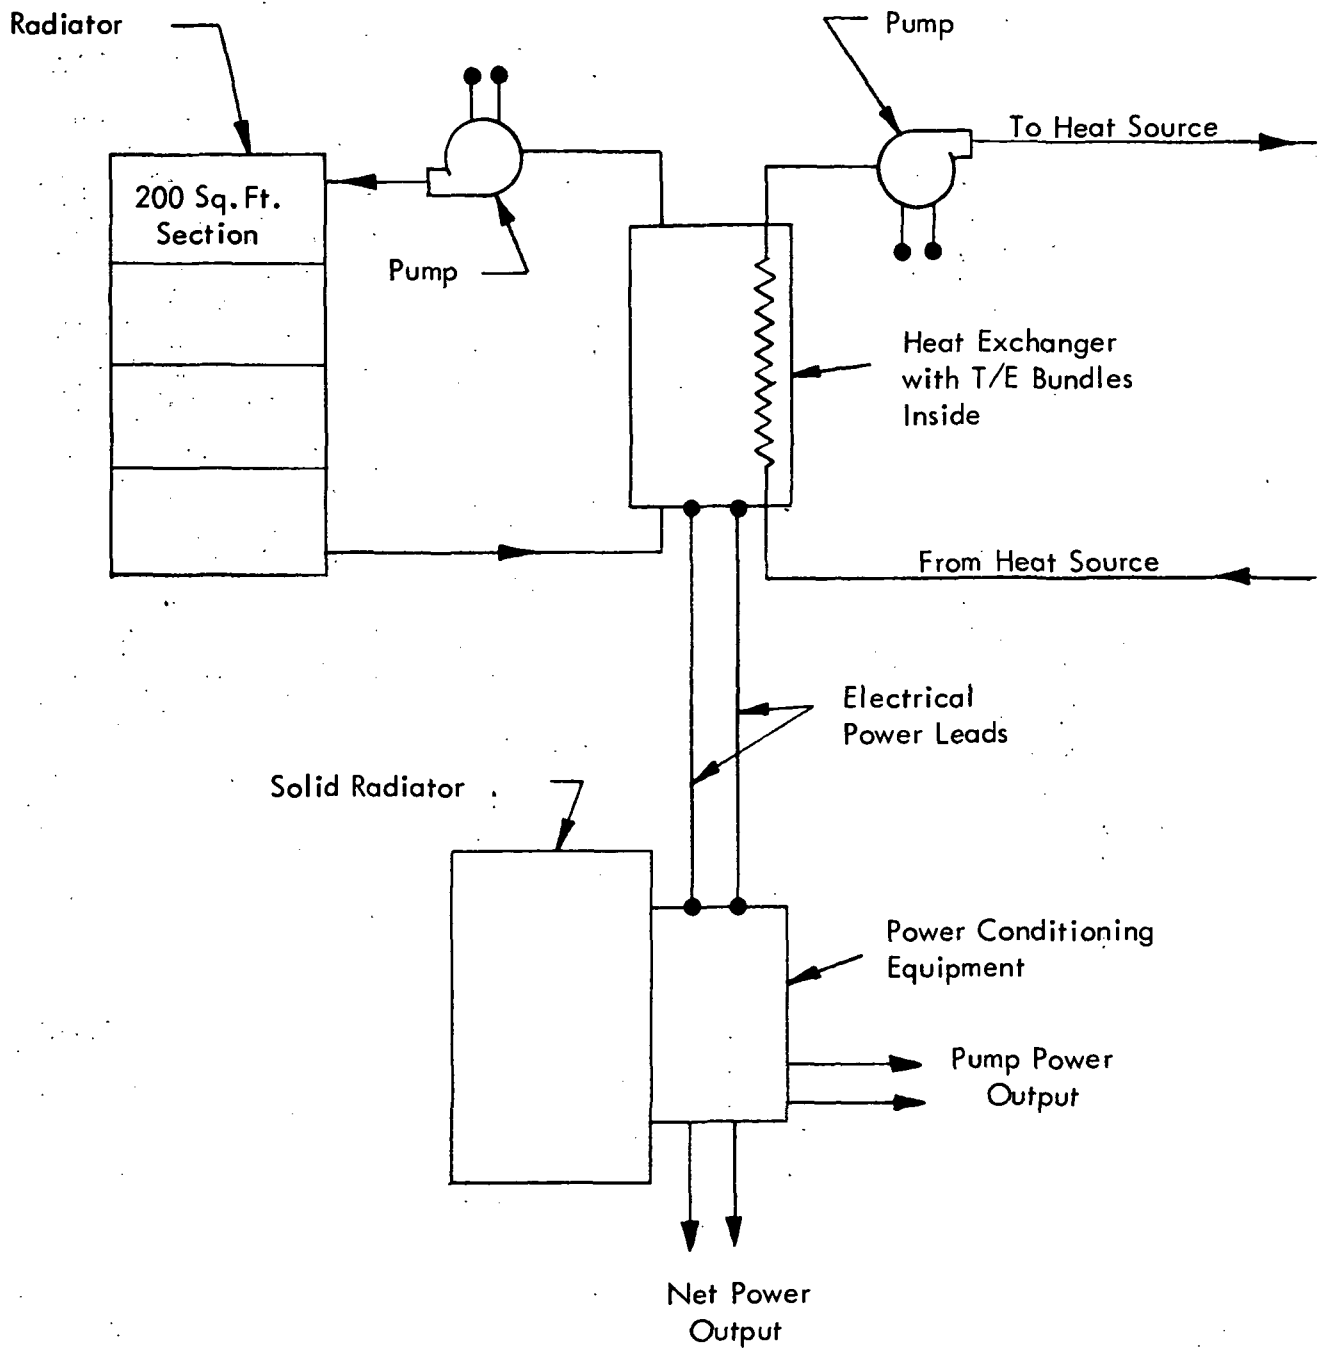 Radiator
Pump
To Heat Source
200 Sq. Ft.
Section
Pump
Heat Exchanger
with T/E Bundles
Inside
From Heat Source
Electrical
Power Leads
Solid Radiator
Power Conditioning
Equipment
Pump Power
Output
Net Power
Output